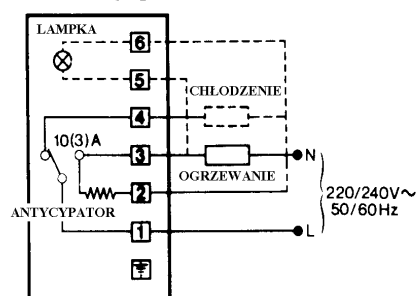 LAMPKA
6
5
CHŁODZENIE
4
10(3)A
3
N
OGRZEWANIE
2
220/240V~
50/60Hz
ANTYCYPATOR
1
L